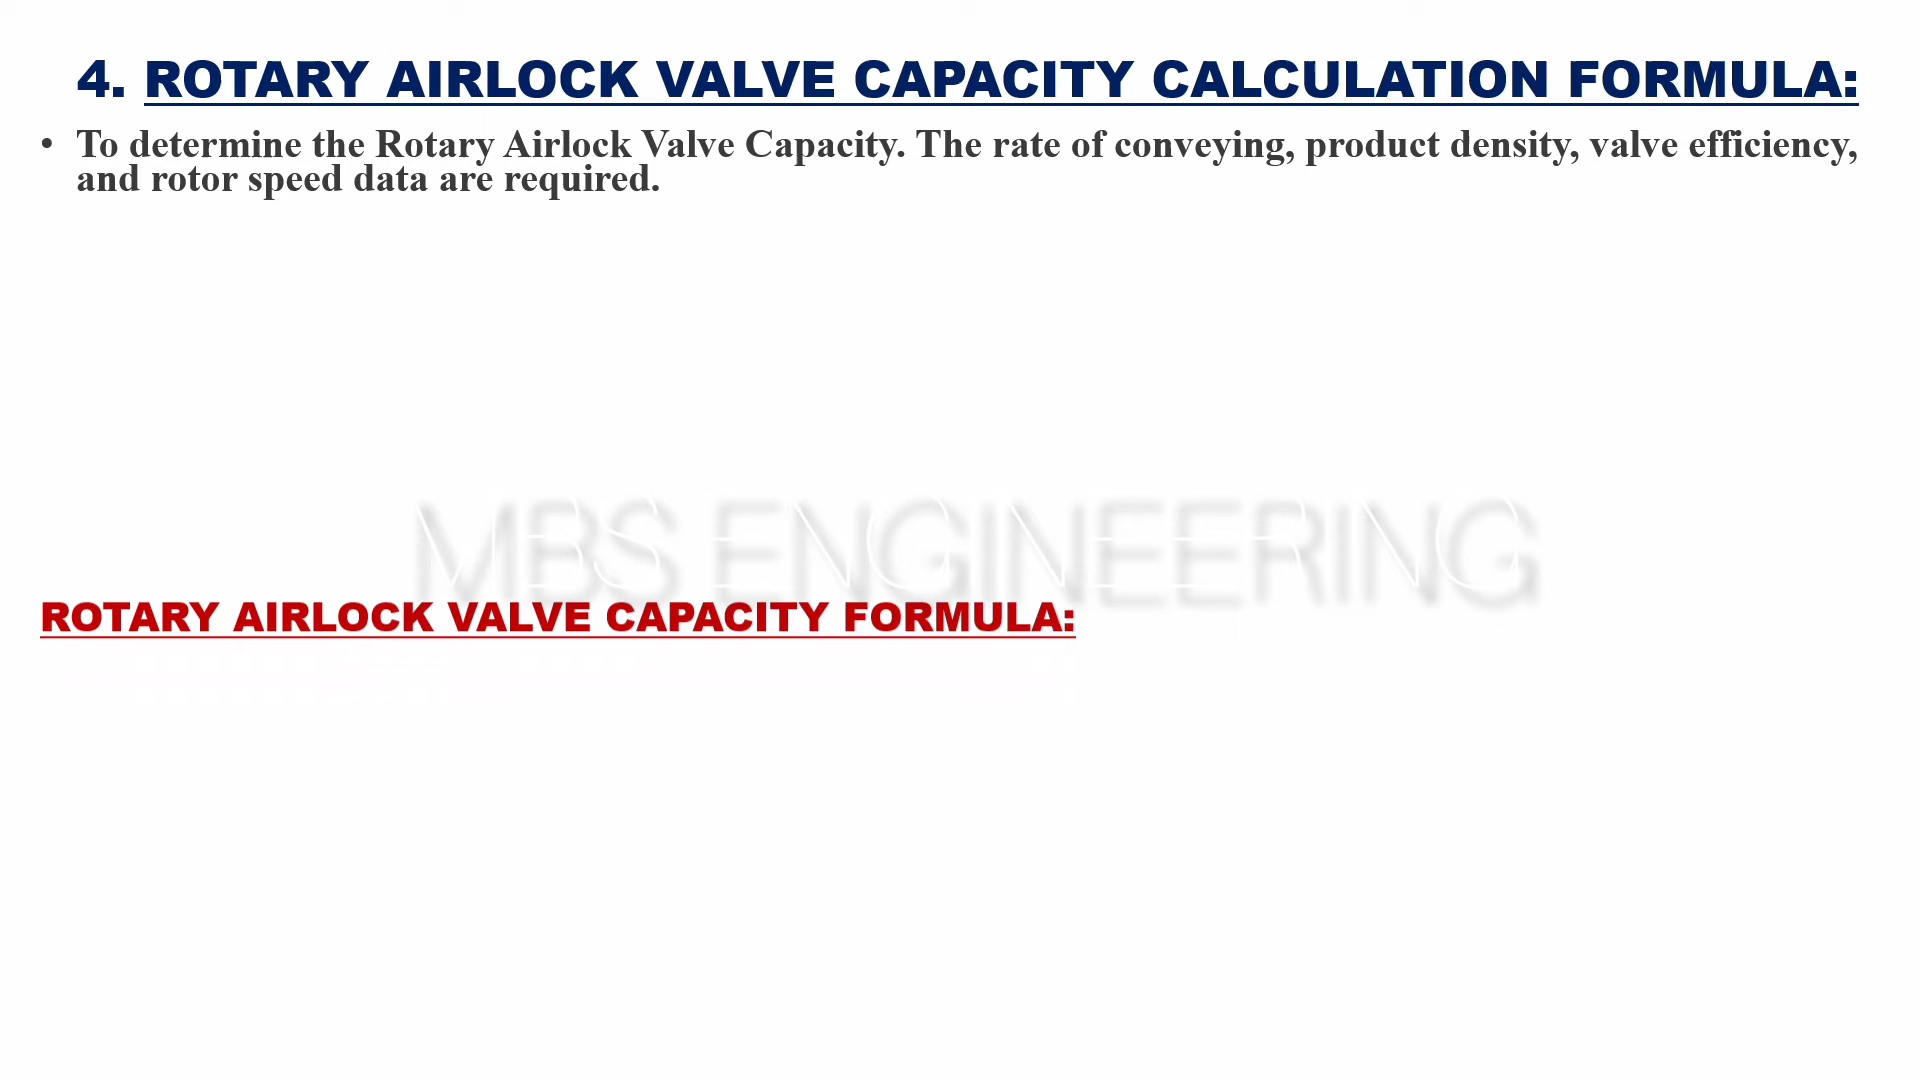 4. ROTARY AIRLOCK VALVE CAPACITY CALCULATION FORMULA:
• To determine the Rotary Airlock Valve Capacity. The rate of conveying, product density, valve efficiency,
and rotor speed data are required.
MBS ENGINEERING
ROTARY AIRLOCK VALVE CAPACITY FORMULA: